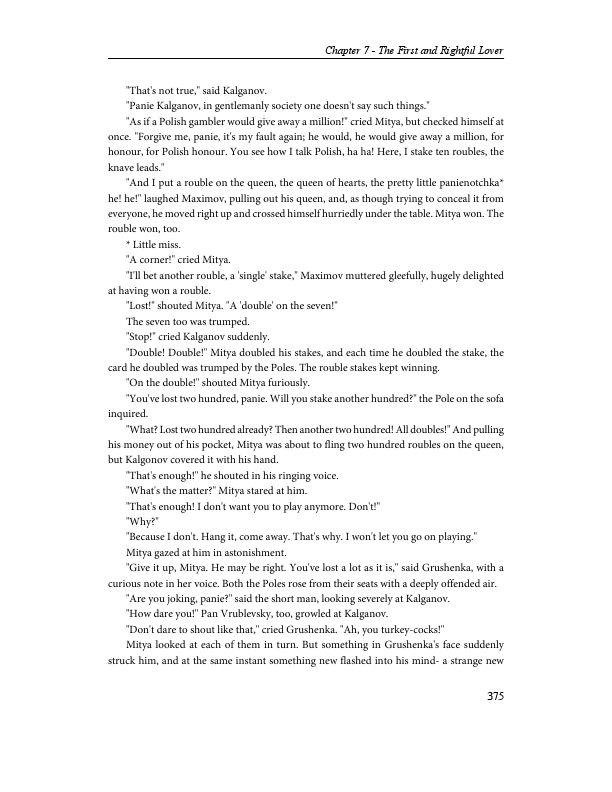 Chapter 7 - The First and Rightful Lover
"That's not true," said Kalganov.
"Panie Kalganov, in gentlemanly society one doesn't say such things."
"As if a Polish gambler would give away a million!" cried Mitya, but checked himself at
once. "Forgive me, panie, it's my fault again; he would, he would give away a million, for
honour, for Polish honour. You see how I talk Polish, ha ha! Here, I stake ten roubles, the
knave leads."
"And I put a rouble on the queen, the queen of hearts, the pretty little panienotchka*
he! he!" laughed Maximov, pulling out his queen, and, as though trying to conceal it from
everyone, he moved right up and crossed himself hurriedly under the table. Mitya won. The
rouble won, too.
* Little miss.
"A corner!" cried Mitya.
"I'll bet another rouble, a 'single' stake," Maximov muttered gleefully, hugely delighted
at having won a rouble.
"Lost!" shouted Mitya. "A 'double' on the seven!"
The seven too was trumped.
"Stop!" cried Kalganov suddenly.
"Double! Double!" Mitya doubled his stakes, and each time he doubled the stake, the
card he doubled was trumped by the Poles. The rouble stakes kept winning.
"On the double!" shouted Mitya furiously.
"You've lost two hundred, panie. Will you stake another hundred?" the Pole on the sofa
inquired.
"What? Lost two hundred already? Then another two hundred! All doubles!" And pulling
his money out of his pocket, Mitya was about to fling two hundred roubles on the queen,
but Kalgonov covered it with his hand.
"That's enough!" he shouted in his ringing voice.
"What's the matter?" Mitya stared at him.
"That's enough! I don't want you to play anymore. Don't!"
"Why?"
"Because I don't. Hang it, come away. That's why. I won't let you go on playing."
Mitya gazed at him in astonishment.
"Give it up, Mitya. He may be right. You've lost a lot as it is," said Grushenka, with a
curious note in her voice. Both the Poles rose from their seats with a deeply offended air.
"Are you joking, panie?" said the short man, looking severely at Kalganov.
"How dare you!" Pan Vrublevsky, too, growled at Kalganov.
"Don't dare to shout like that," cried Grushenka. "Ah, you turkey-cocks!"
Mitya looked at each of them in turn. But something in Grushenka's face suddenly
struck him, and at the same instant something new flashed into his mind- a strange new
375